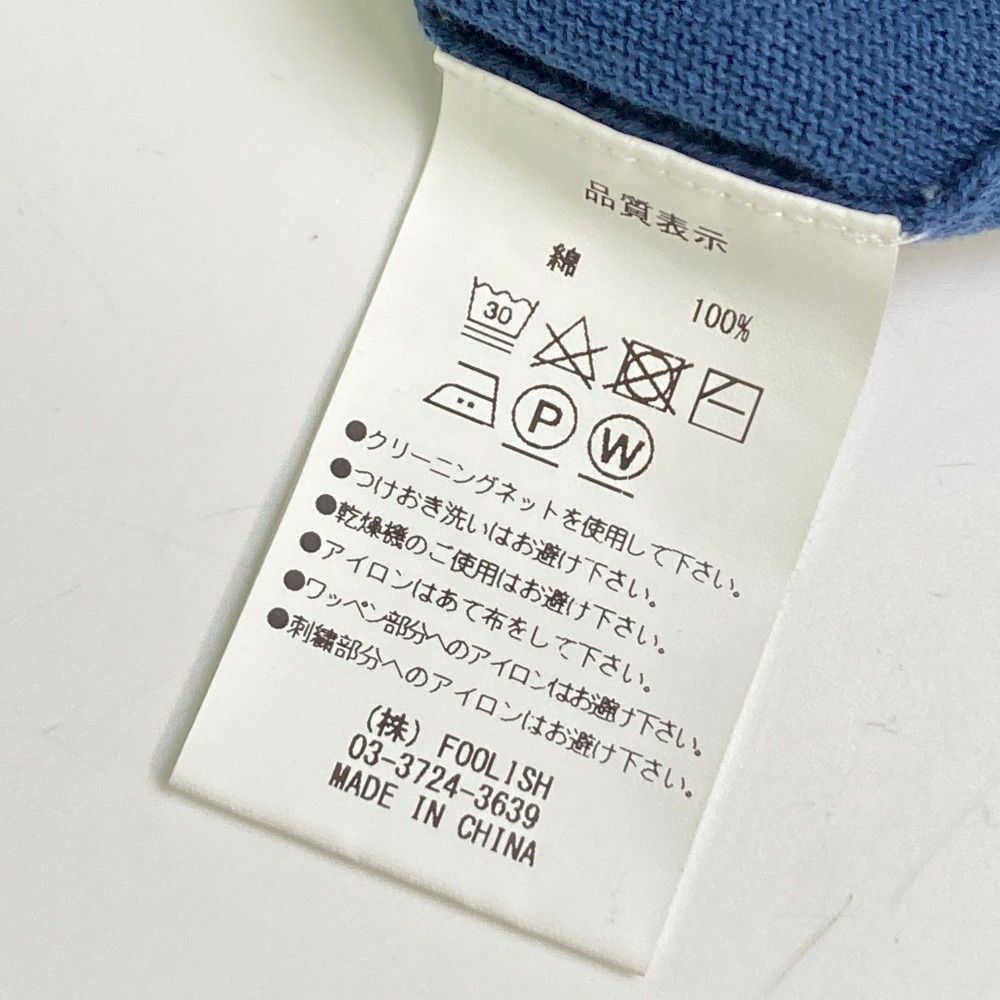 品質表示
綿 100%
30
P W
●クリーニングネットを使用して下さい。
●つけおき洗いはお避け下さい。
●乾燥機のご使用はお避け下さい。
●アイロンはあて布をして下さい。
●ワッペン部分へのアイロンはお避け下さい。
●刺繍部分へのアイロンはお避け下さい。
(株) FOOLISH
03-3724-3639
MADE IN CHINA